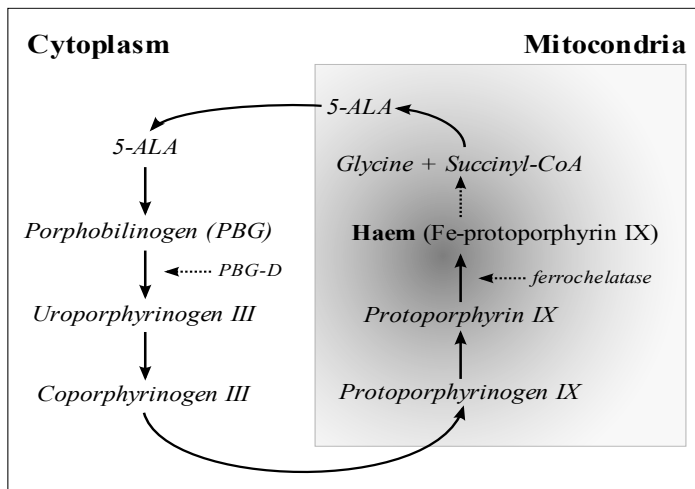 Cytoplasm
Mitocondria
5-ALA
5-ALA
Glycine + Succinyl-CoA
Porphobilinogen (PBG)
Haem (Fe-protoporphyrin IX)
PBG-D
ferrochelatase
Uroporphyrinogen III
Protoporphyrin IX
Coporphyrinogen III
Protoporphyrinogen IX